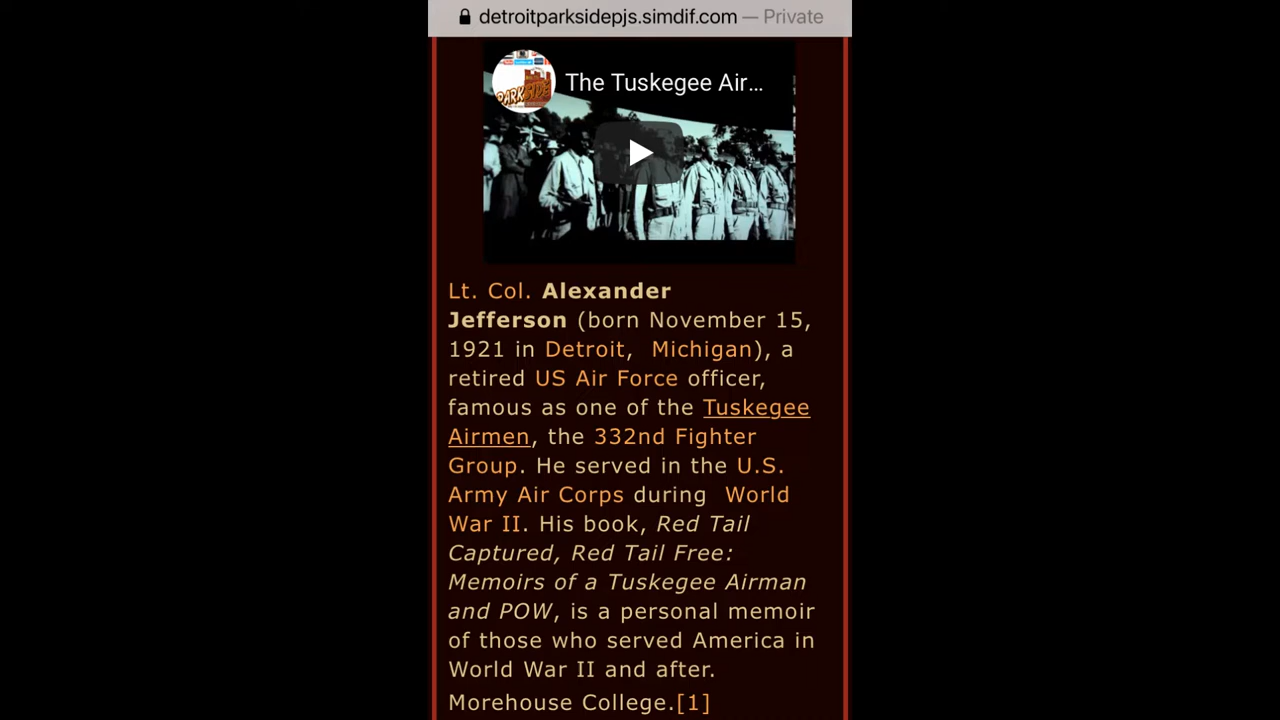 detroitparksidepjs.simdif.com — Private
The Tuskegee Air...
PARKSIDE
Lt. Col. Alexander
Jefferson (born November 15,
1921 in Detroit, Michigan), a
retired US Air Force officer,
famous as one of the Tuskegee
Airmen, the 332nd Fighter
Group. He served in the U.S.
Army Air Corps during World
War II. His book, Red Tail
Captured, Red Tail Free:
Memoirs of a Tuskegee Airman
and POW, is a personal memoir
of those who served America in
World War II and after.
Morehouse College.[1]